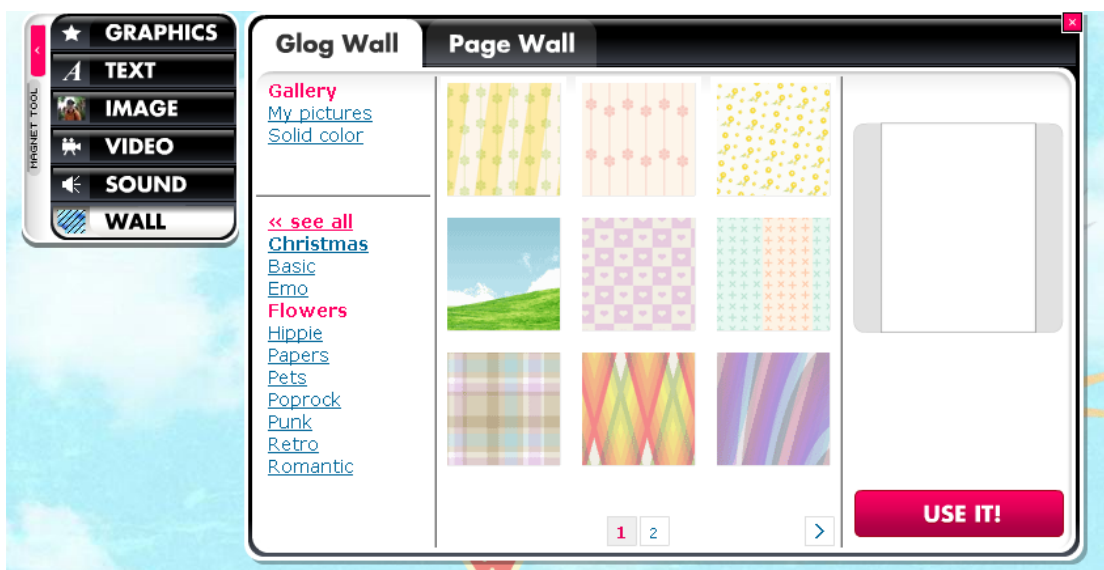 GRAPHICS
TEXT
IMAGE
VIDEO
SOUND
WALL
MAGNET TOOL
Glog Wall
Page Wall
Gallery
My pictures
Solid color
<< see all
Christmas
Basic
Emo
Flowers
Hippie
Papers
Pets
Poprock
Punk
Retro
Romantic
1 2 >
USE IT!